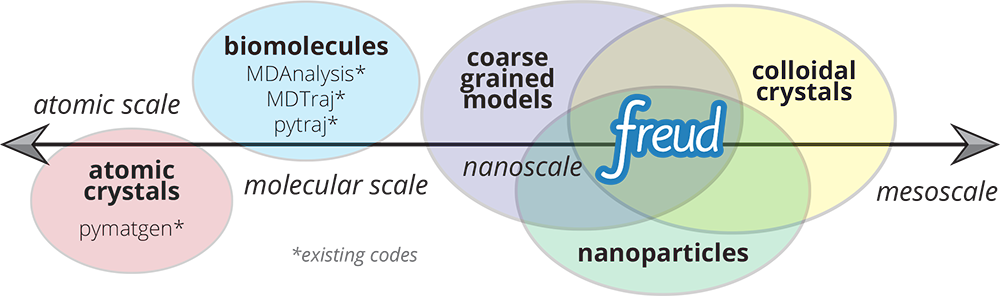 biomolecules
MDAnalysis*
MDTraj*
pytraj*
coarse
grained
models
colloidal
crystals
freud
atomic scale
atomic
crystals
pymatgen*
molecular scale
nanoscale
mesoscale
nanoparticles
*existing codes